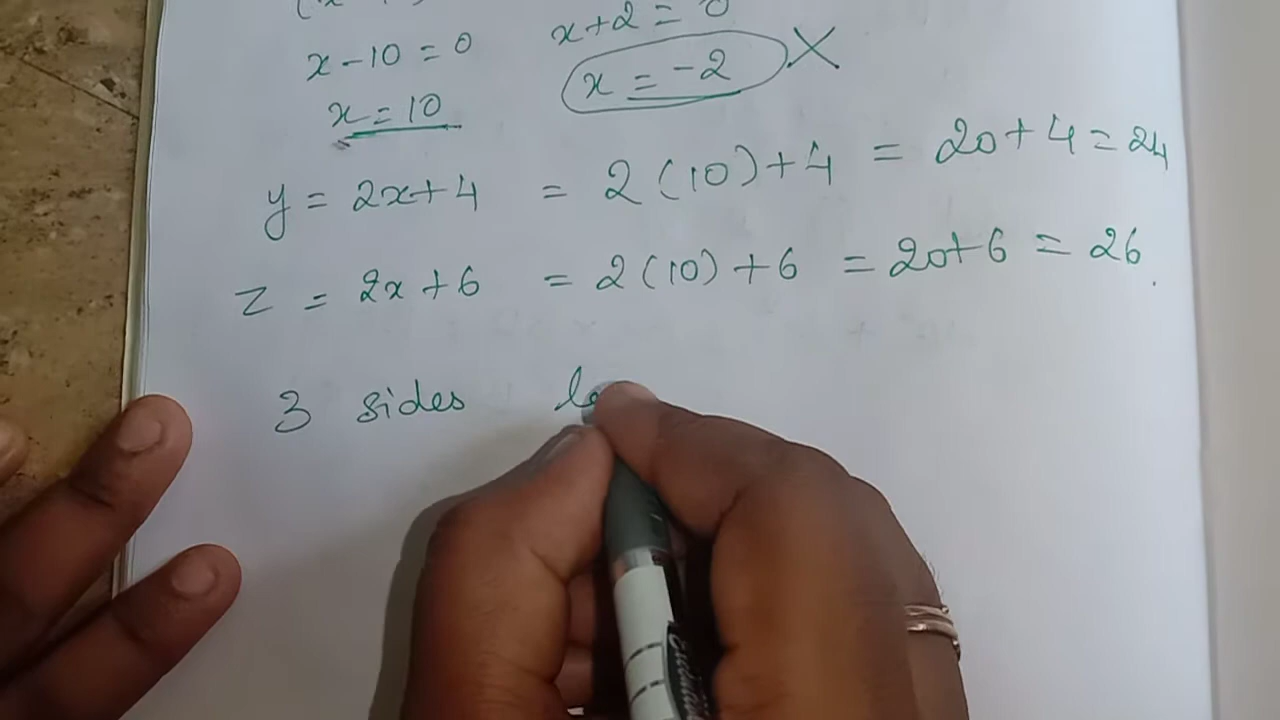 x + 2 = 0
x - 10 = 0
x = -2 X
x = 10
y = 2x + 4 = 2(10) + 4 = 20 + 4 = 24
z = 2x + 6 = 2(10) + 6 = 20 + 6 = 26.
3 sides le